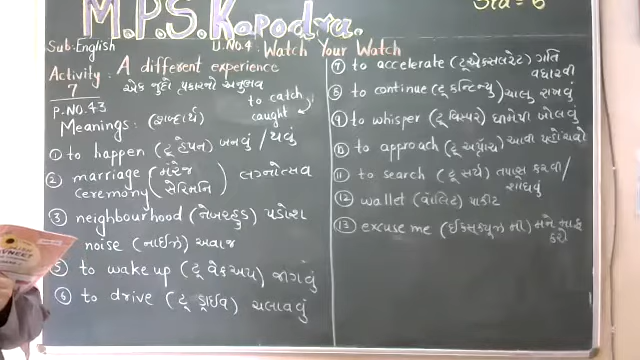 M.P.S. Kapodra.
Std = 6
Sub: English
U.No.4: Watch Your Watch
Activity: 7
A different experience
એક જુદા પ્રકારનો અનુભવ
P.No.43
to catch
caught
Meanings: (શબ્દાર્થ)
① to happen (ટૂ હેપન) બનવું / થવું
② marriage ceremony (મેરેજ સેરિમનિ) લગ્નોત્સવ
③ neighbourhood (નેબરહુડ) પડોશ
noise (નોઈઝ) અવાજ
⑤ to wake up (ટૂ વેક અપ) જાગવું
⑥ to drive (ટૂ ડ્રાઈવ) ચલાવવું
⑦ to accelerate (ટૂ એક્સલરેટ) ગતિ
વધારવી
⑧ to continue (ટૂ કન્ટિન્યુ) ચાલુ રાખવું
⑨ to whisper (ટૂ વિસ્પર) ધીમેથી બોલવું
⑩ to approach (ટૂ અપ્રોચ) આવી પહોંચવું
⑪ to search (ટૂ સર્ચ) તપાસ કરવી /
શોધવું
⑫ wallet (વૉલિટ) પાકીટ
⑬ excuse me (ઈક્સક્યૂઝ મી) મને માફ
કરો